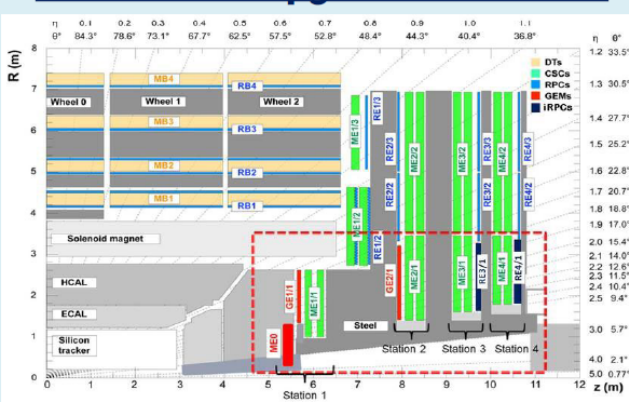 η 0.1 0.2 0.3 0.4 0.5 0.6 0.7 0.8 0.9 1.0 1.1 η θ°
θ° 84.3° 78.6° 73.1° 67.7° 62.5° 57.5° 52.8° 48.4° 44.3° 40.4° 36.8° 1.2 33.5°
R (m)
8
7
6
5
4
3
2
1
0
MB4
RB4
Wheel 0
Wheel 1
Wheel 2
MB3
RB3
MB2
RB2
MB1
RB1
Solenoid magnet
HCAL
ECAL
Silicon
tracker
ME0
GE1/1
ME1/1
ME1/2
ME1/3
RE1/2
RE1/3
Steel
GE2/1
ME2/1
RE2/2
RE2/3
ME2/2
ME3/1
ME3/2
RE3/1
RE3/2
RE3/3
ME4/1
ME4/2
RE4/1
RE4/2
RE4/3
DTs
CSCs
RPCs
GEMs
iRPCs
1.3 30.5°
1.4 27.7°
1.5 25.2°
1.6 22.8°
1.7 20.7°
1.8 18.8°
1.9 17.0°
2.0 15.4°
2.1 14.0°
2.2 12.6°
2.3 11.5°
2.4 10.4°
2.5 9.4°
3.0 5.7°
4.0 2.1°
5.0 0.77°
Station 2
Station 3
Station 4
0 1 2 3 4 5 6 7 8 9 10 11 12 z (m)
Station 1